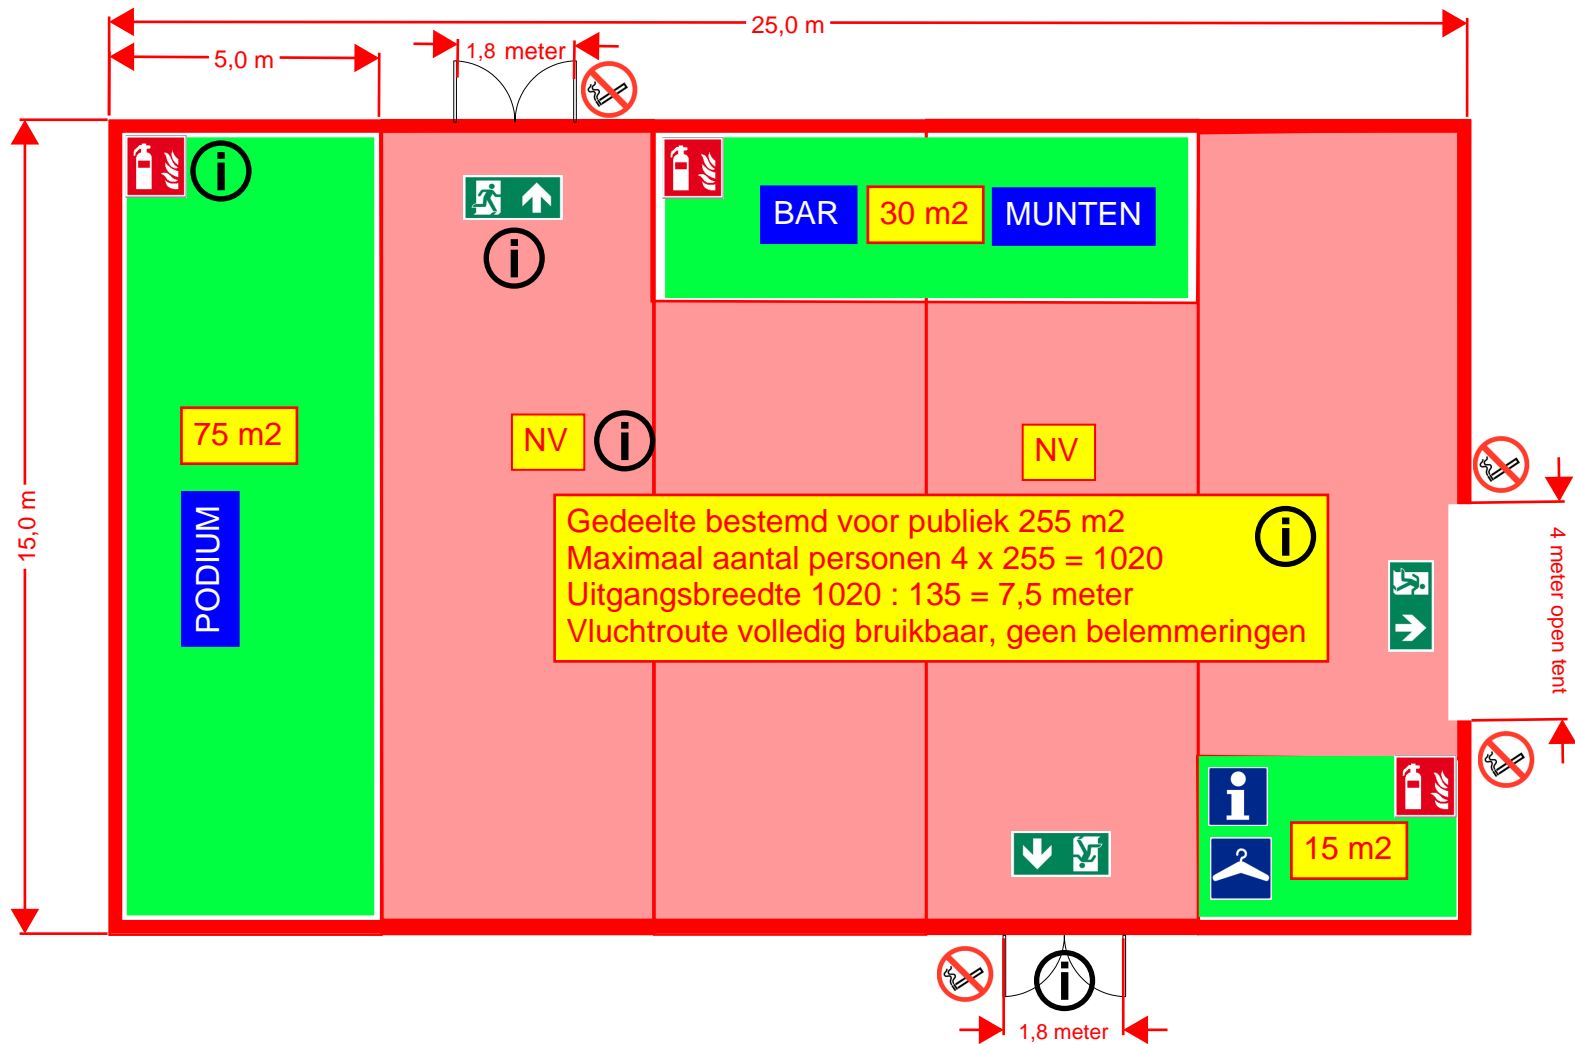 25,0 m
5,0 m
1,8 meter
BAR
30 m2
MUNTEN
75 m2
NV
NV
PODIUM
15,0 m
Gedeelte bestemd voor publiek 255 m2
Maximaal aantal personen 4 x 255 = 1020
Uitgangsbreedte 1020 : 135 = 7,5 meter
Vluchtroute volledig bruikbaar, geen belemmeringen
4 meter open tent
15 m2
1,8 meter